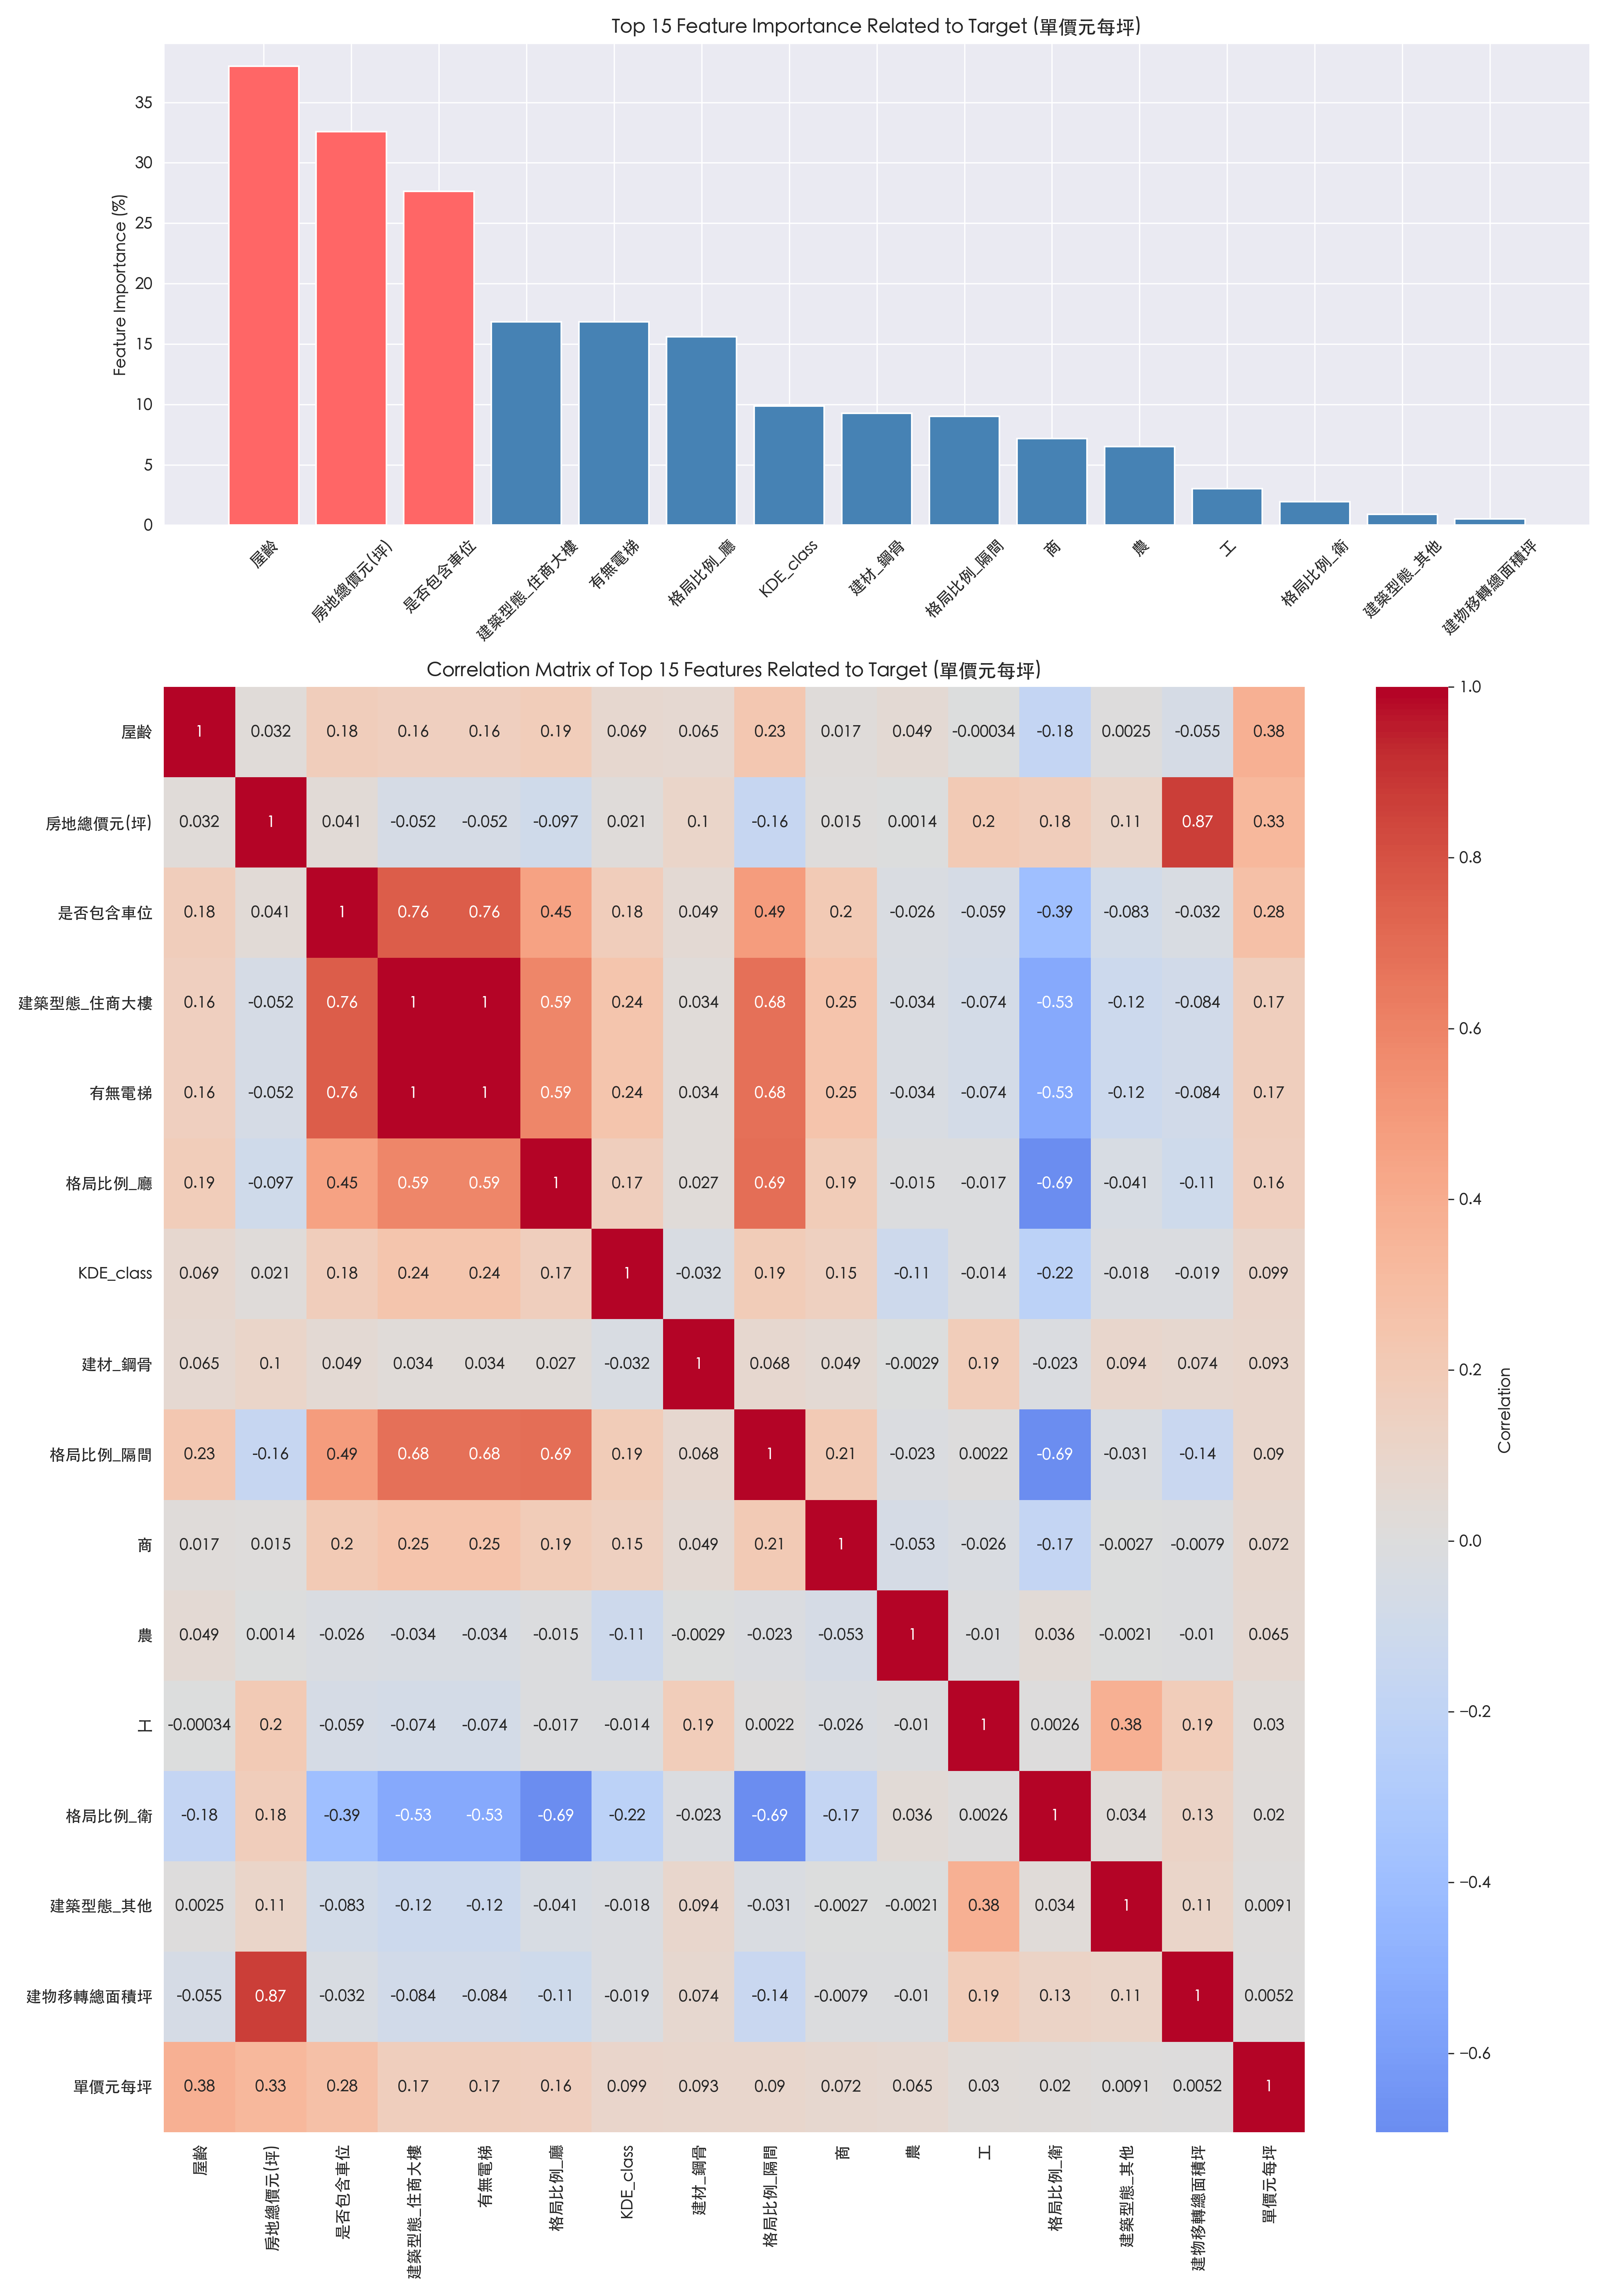 Top 15 Feature Importance Related to Target (單價元每坪)
Feature Importance (%)
35
30
25
20
15
10
5
0
屋齡
房地總價元(坪)
是否包含車位
建築型態_住商大樓
有無電梯
格局比例_廳
KDE_class
建材_鋼骨
格局比例_隔間
商
農
工
格局比例_衛
建築型態_其他
建物移轉總面積坪
Correlation Matrix of Top 15 Features Related to Target (單價元每坪)
屋齡 1 0.032 0.18 0.16 0.16 0.19 0.069 0.065 0.23 0.017 0.049 -0.00034 -0.18 0.0025 -0.055 0.38
房地總價元(坪) 0.032 1 0.041 -0.052 -0.052 -0.097 0.021 0.1 -0.16 0.015 0.0014 0.2 0.18 0.11 0.87 0.33
是否包含車位 0.18 0.041 1 0.76 0.76 0.45 0.18 0.049 0.49 0.2 -0.026 -0.059 -0.39 -0.083 -0.032 0.28
建築型態_住商大樓 0.16 -0.052 0.76 1 1 0.59 0.24 0.034 0.68 0.25 -0.034 -0.074 -0.53 -0.12 -0.084 0.17
有無電梯 0.16 -0.052 0.76 1 1 0.59 0.24 0.034 0.68 0.25 -0.034 -0.074 -0.53 -0.12 -0.084 0.17
格局比例_廳 0.19 -0.097 0.45 0.59 0.59 1 0.17 0.027 0.69 0.19 -0.015 -0.017 -0.69 -0.041 -0.11 0.16
KDE_class 0.069 0.021 0.18 0.24 0.24 0.17 1 -0.032 0.19 0.15 -0.11 -0.014 -0.22 -0.018 -0.019 0.099
建材_鋼骨 0.065 0.1 0.049 0.034 0.034 0.027 -0.032 1 0.068 0.049 -0.0029 0.19 -0.023 0.094 0.074 0.093
格局比例_隔間 0.23 -0.16 0.49 0.68 0.68 0.69 0.19 0.068 1 0.21 -0.023 0.0022 -0.69 -0.031 -0.14 0.09
商 0.017 0.015 0.2 0.25 0.25 0.19 0.15 0.049 0.21 1 -0.053 -0.026 -0.17 -0.0027 -0.0079 0.072
農 0.049 0.0014 -0.026 -0.034 -0.034 -0.015 -0.11 -0.0029 -0.023 -0.053 1 -0.01 0.036 -0.0021 -0.01 0.065
工 -0.00034 0.2 -0.059 -0.074 -0.074 -0.017 -0.014 0.19 0.0022 -0.026 -0.01 1 0.0026 0.38 0.19 0.03
格局比例_衛 -0.18 0.18 -0.39 -0.53 -0.53 -0.69 -0.22 -0.023 -0.69 -0.17 0.036 0.0026 1 0.034 0.13 0.02
建築型態_其他 0.0025 0.11 -0.083 -0.12 -0.12 -0.041 -0.018 0.094 -0.031 -0.0027 -0.0021 0.38 0.034 1 0.11 0.0091
建物移轉總面積坪 -0.055 0.87 -0.032 -0.084 -0.084 -0.11 -0.019 0.074 -0.14 -0.0079 -0.01 0.19 0.13 0.11 1 0.0052
單價元每坪 0.38 0.33 0.28 0.17 0.17 0.16 0.099 0.093 0.09 0.072 0.065 0.03 0.02 0.0091 0.0052 1
屋齡
房地總價元(坪)
是否包含車位
建築型態_住商大樓
有無電梯
格局比例_廳
KDE_class
建材_鋼骨
格局比例_隔間
商
農
工
格局比例_衛
建築型態_其他
建物移轉總面積坪
單價元每坪
1.0
0.8
0.6
0.4
0.2
0.0
−0.2
−0.4
−0.6
Correlation